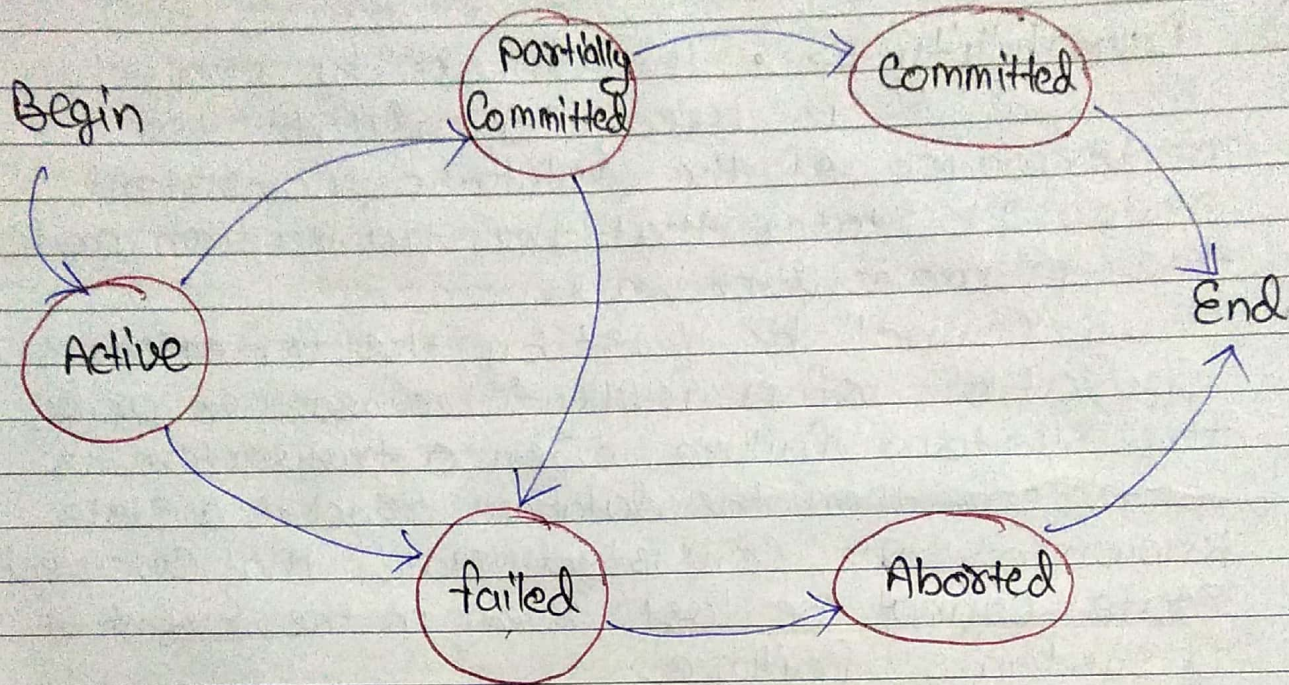 Begin
Partially
Committed
Committed
Active
End
failed
Aborted